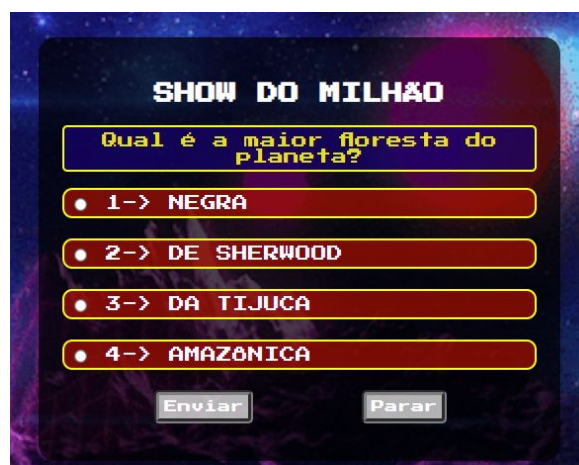 SHOW DO MILHÃO
Qual é a maior floresta do
planeta?
1-> NEGRA
2-> DE SHERWOOD
3-> DA TIJUCA
4-> AMAZÔNICA
Enviar
Parar